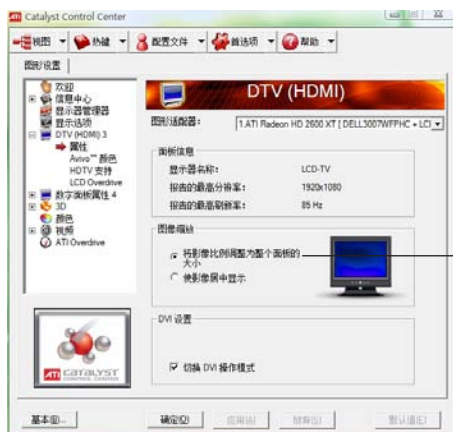 ATI Catalyst Control Center
视图 热键 配置文件 首选项 帮助
图形设置
欢迎
信息中心
显示器管理器
显示选项
DTV (HDMI) 3
属性
Avivo™ 颜色
HDTV 支持
LCD Overdrive
数字面板属性 4
3D
颜色
视频
ATI Overdrive
DTV (HDMI)
图形适配器：
1.ATI Radeon HD 2600 XT [ DELL3007WFPHC + LCI
面板信息
显示器名称： LCD-TV
报告的最高分辨率： 1920x1080
报告的最高刷新率： 85 Hz
图像缩放
将影像比例调整为整个面板的
大小
使影像居中显示
DVI 设置
切换 DVI 操作模式
ATI CATALYST
CONTROL CENTER
基本(B)... 确定(O) 应用(A) 放弃(S) 默认值(E)